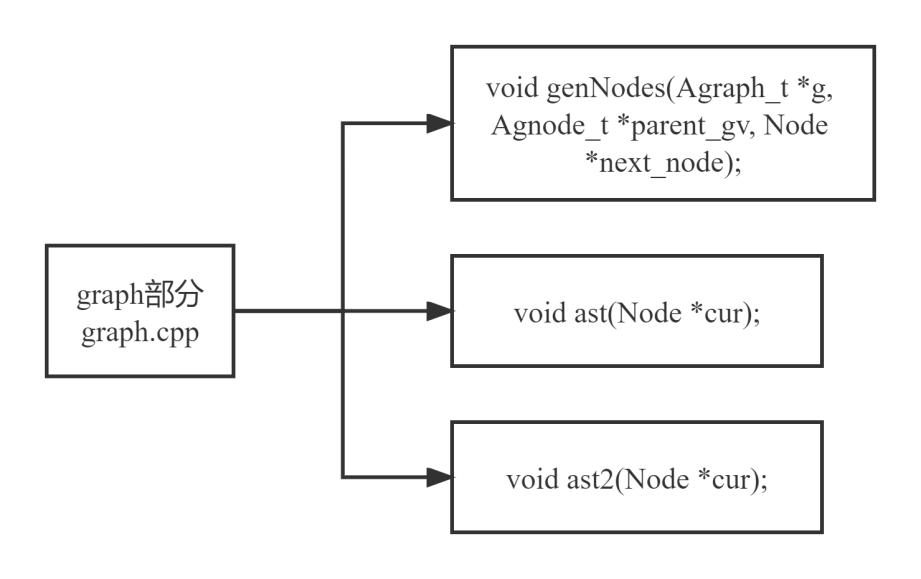 void genNodes(Agraph_t *g,
Agnode_t *parent_gv, Node
*next_node);
graph部分
graph.cpp
void ast(Node *cur);
void ast2(Node *cur);